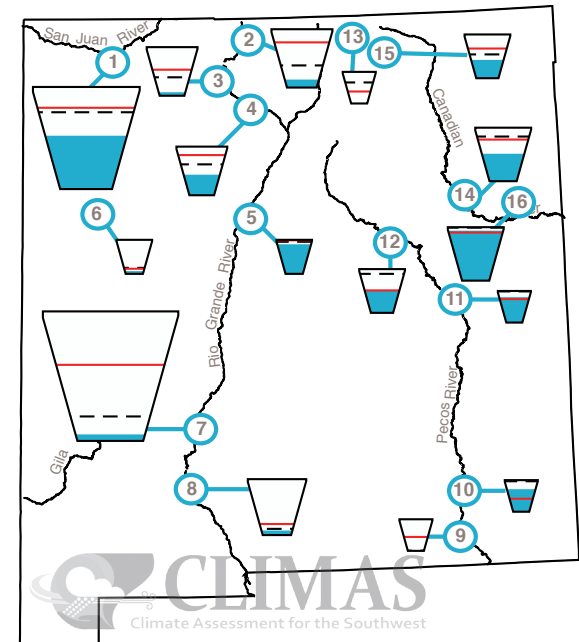 San Juan River
1
2
3
4
13
15
Canadian
14
16
r
6
5
12
11
Rio Grande River
Pecos River
7
Gila
8
10
9
CLIMAS
Climate Assessment for the Southwest